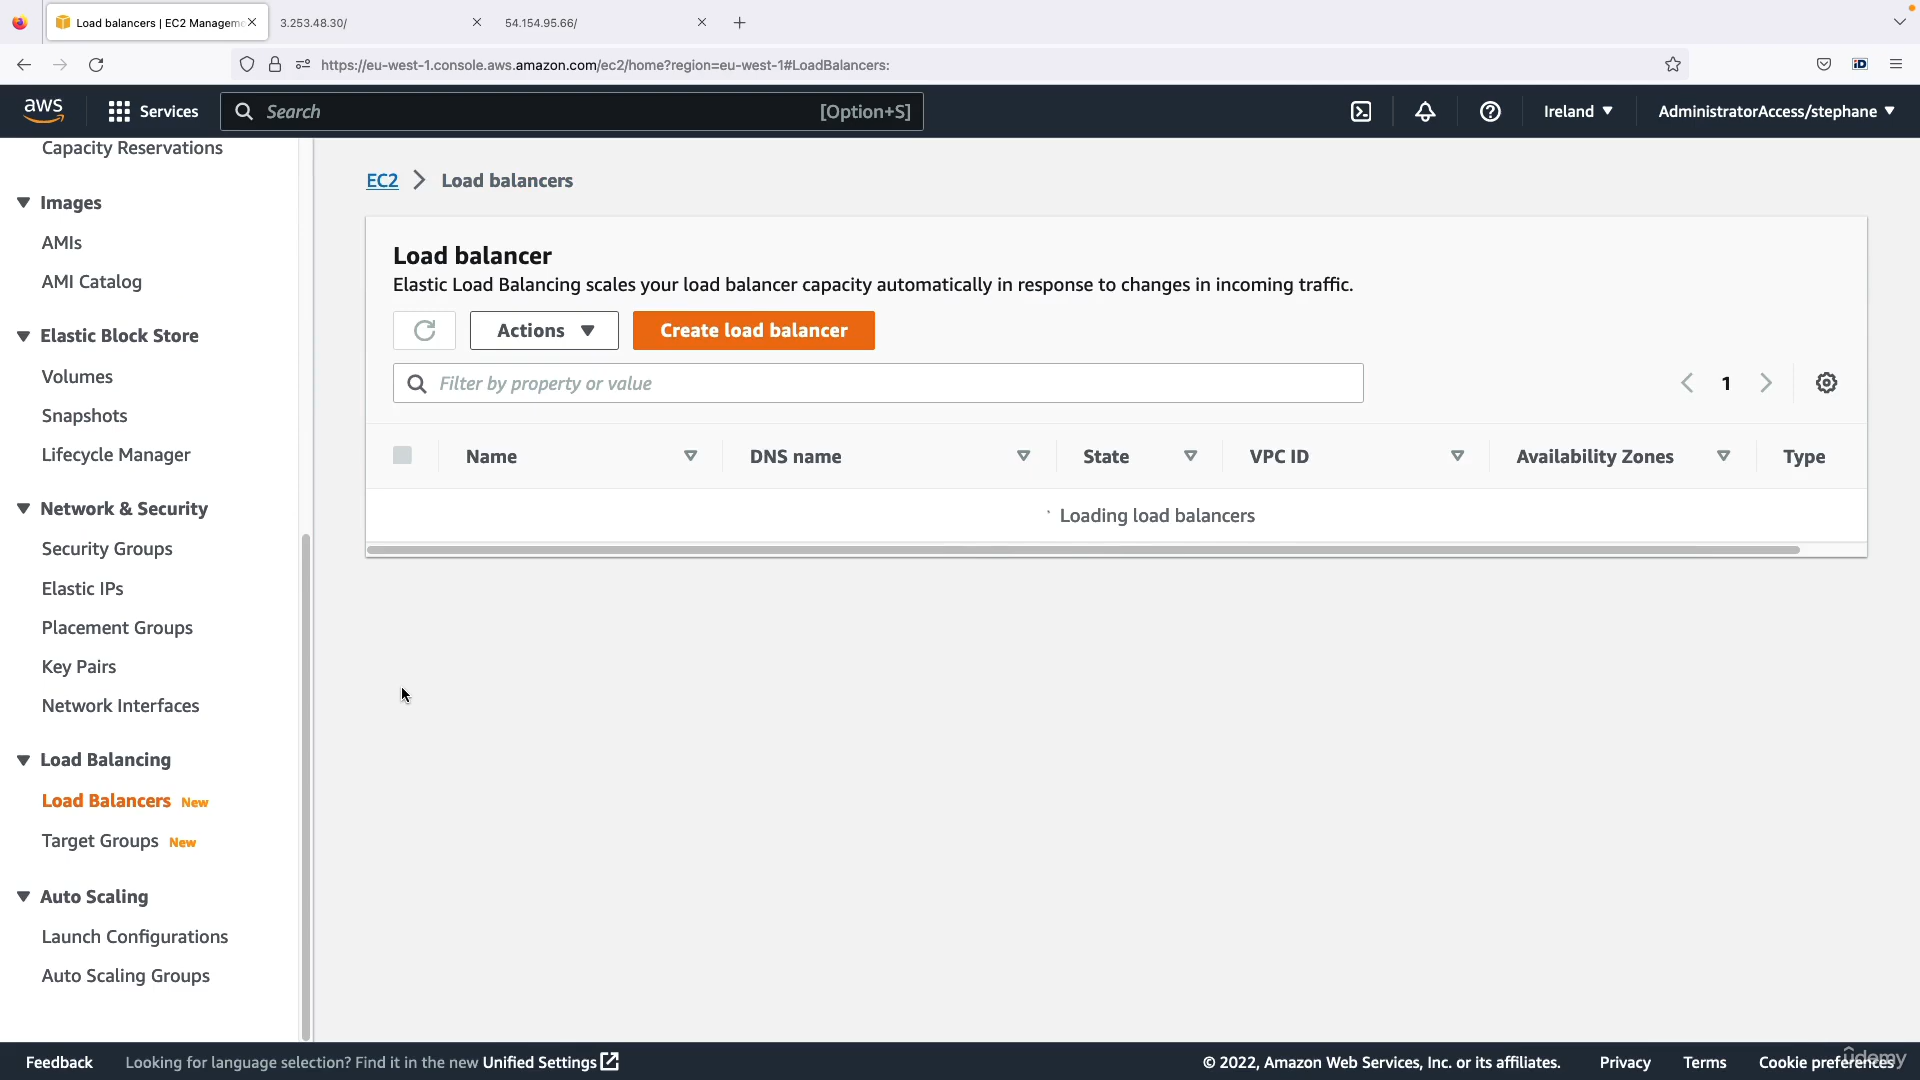 Load balancers | EC2 Managem
3.253.48.30/
54.154.95.66/
https://eu-west-1.console.aws.amazon.com/ec2/home?region=eu-west-1#LoadBalancers:
iD
aws
Services
Search
[Option+S]
Ireland
AdministratorAccess/stephane
Capacity Reservations
Images
AMIs
AMI Catalog
Elastic Block Store
Volumes
Snapshots
Lifecycle Manager
Network & Security
Security Groups
Elastic IPs
Placement Groups
Key Pairs
Network Interfaces
Load Balancing
Load Balancers New
Target Groups New
Auto Scaling
Launch Configurations
Auto Scaling Groups
EC2 > Load balancers
Load balancer
Elastic Load Balancing scales your load balancer capacity automatically in response to changes in incoming traffic.
Actions
Create load balancer
Filter by property or value
1
Name
DNS name
State
VPC ID
Availability Zones
Type
Loading load balancers
Feedback
Looking for language selection? Find it in the new Unified Settings
© 2022, Amazon Web Services, Inc. or its affiliates.
Privacy
Terms
Cookie preferences
ûdemy